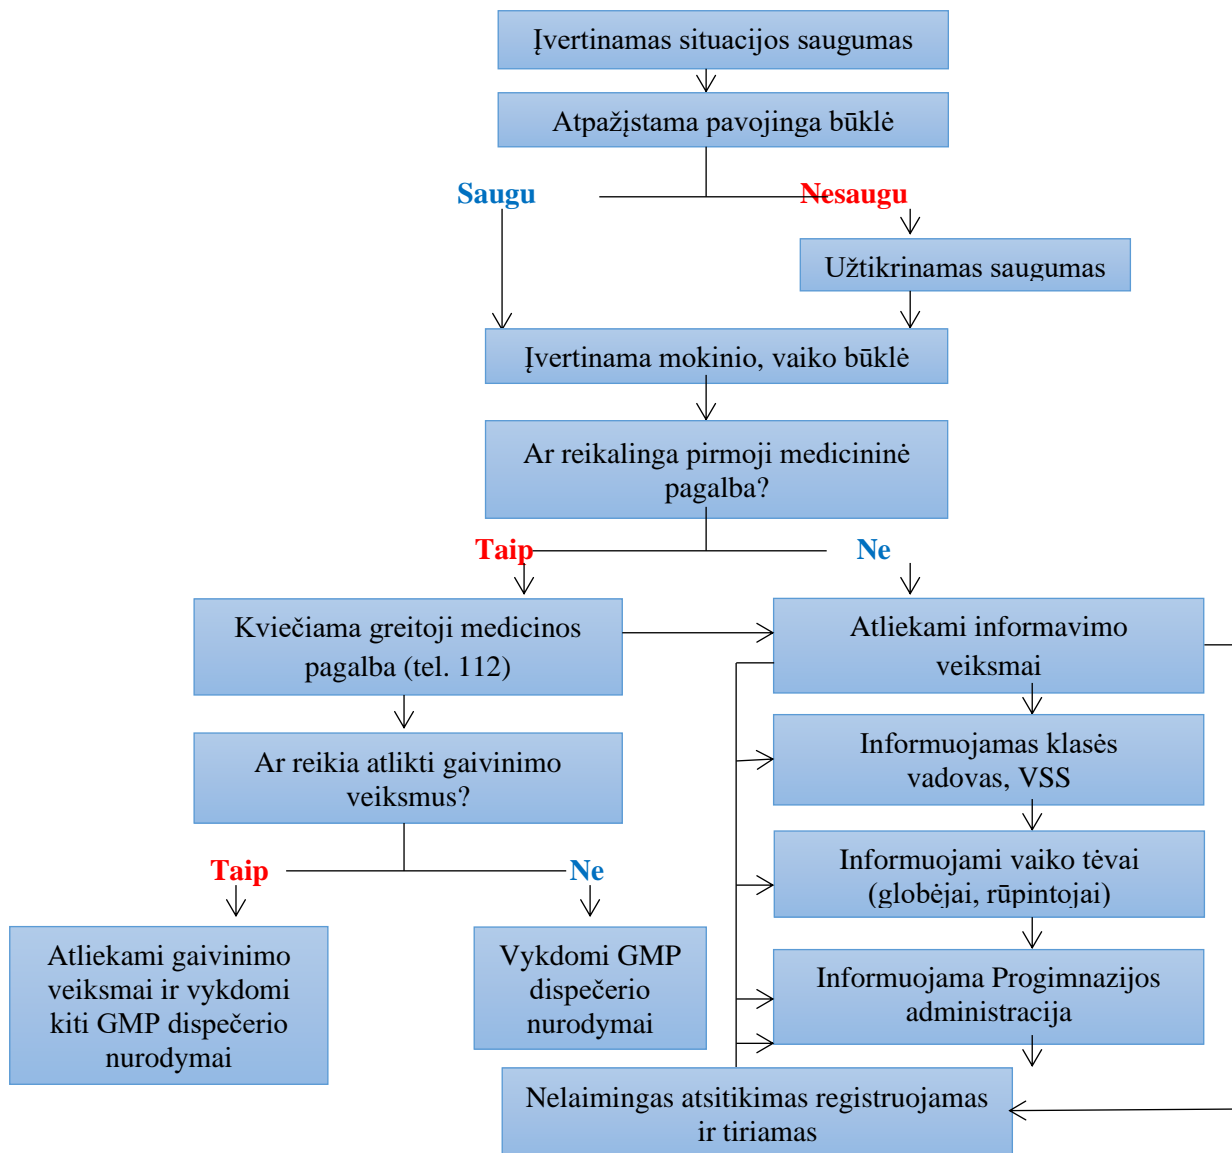 Įvertinamas situacijos saugumas
Atpažįstama pavojinga būklė
Saugu
Nesaugu
Užtikrinamas saugumas
Įvertinama mokinio, vaiko būklė
Ar reikalinga pirmoji medicininė
pagalba?
Taip
Ne
Kviečiama greitoji medicinos
pagalba (tel. 112)
Atliekami informavimo
veiksmai
Ar reikia atlikti gaivinimo
veiksmus?
Informuojamas klasės
vadovas, VSS
Informuojami vaiko tėvai
(globėjai, rūpintojai)
Taip
Ne
Atliekami gaivinimo
veiksmai ir vykdomi
kiti GMP dispečerio
nurodymai
Vykdomi GMP
dispečerio
nurodymai
Informuojama Progimnazijos
administracija
Nelaimingas atsitikimas registruojamas
ir tiriamas